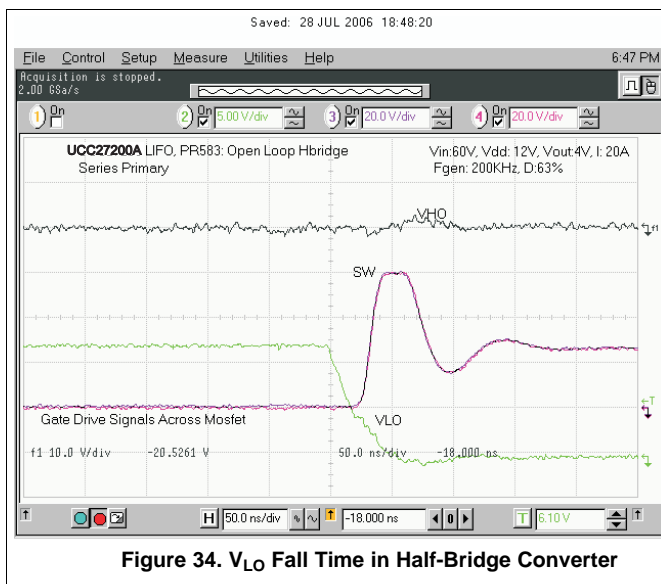 Saved: 28 JUL 2006 18:48:20
File Control Setup Measure Utilities Help 6:47 PM
Acquisition is stopped.
2.00 GSa/s
1 On 2 On 5.00 V/div 3 On 20.0 V/div 4 On 20.0 V/div
UCC27200A LIFO, PR583: Open Loop Hbridge Vin:60V, Vdd: 12V, Vout:4V, I: 20A
Series Primary Fgen: 200KHz, D:63%
VHO
f1
SW
T
Gate Drive Signals Across Mosfet VLO
f1 10.0 V/div -20.5261 V 50.0 ns/div -18.000 ns
H 50.0 ns/div -18.000 ns 0 T 6.10 V
Figure 34. VLO Fall Time in Half-Bridge Converter